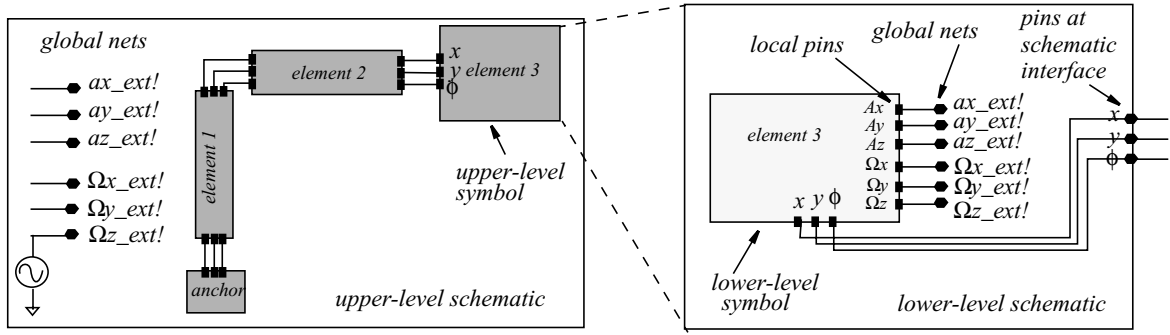 global nets
ax_ext!
ay_ext!
az_ext!
Ωx_ext!
Ωy_ext!
Ωz_ext!
element 1
anchor
element 2
x
y
ϕ
element 3
upper-level
symbol
upper-level schematic
local pins
global nets
pins at
schematic
interface
element 3
Ax
Ay
Az
Ωx
Ωy
Ωz
ax_ext!
ay_ext!
az_ext!
Ωx_ext!
Ωy_ext!
Ωz_ext!
x y ϕ
x
y
ϕ
lower-level
symbol
lower-level schematic